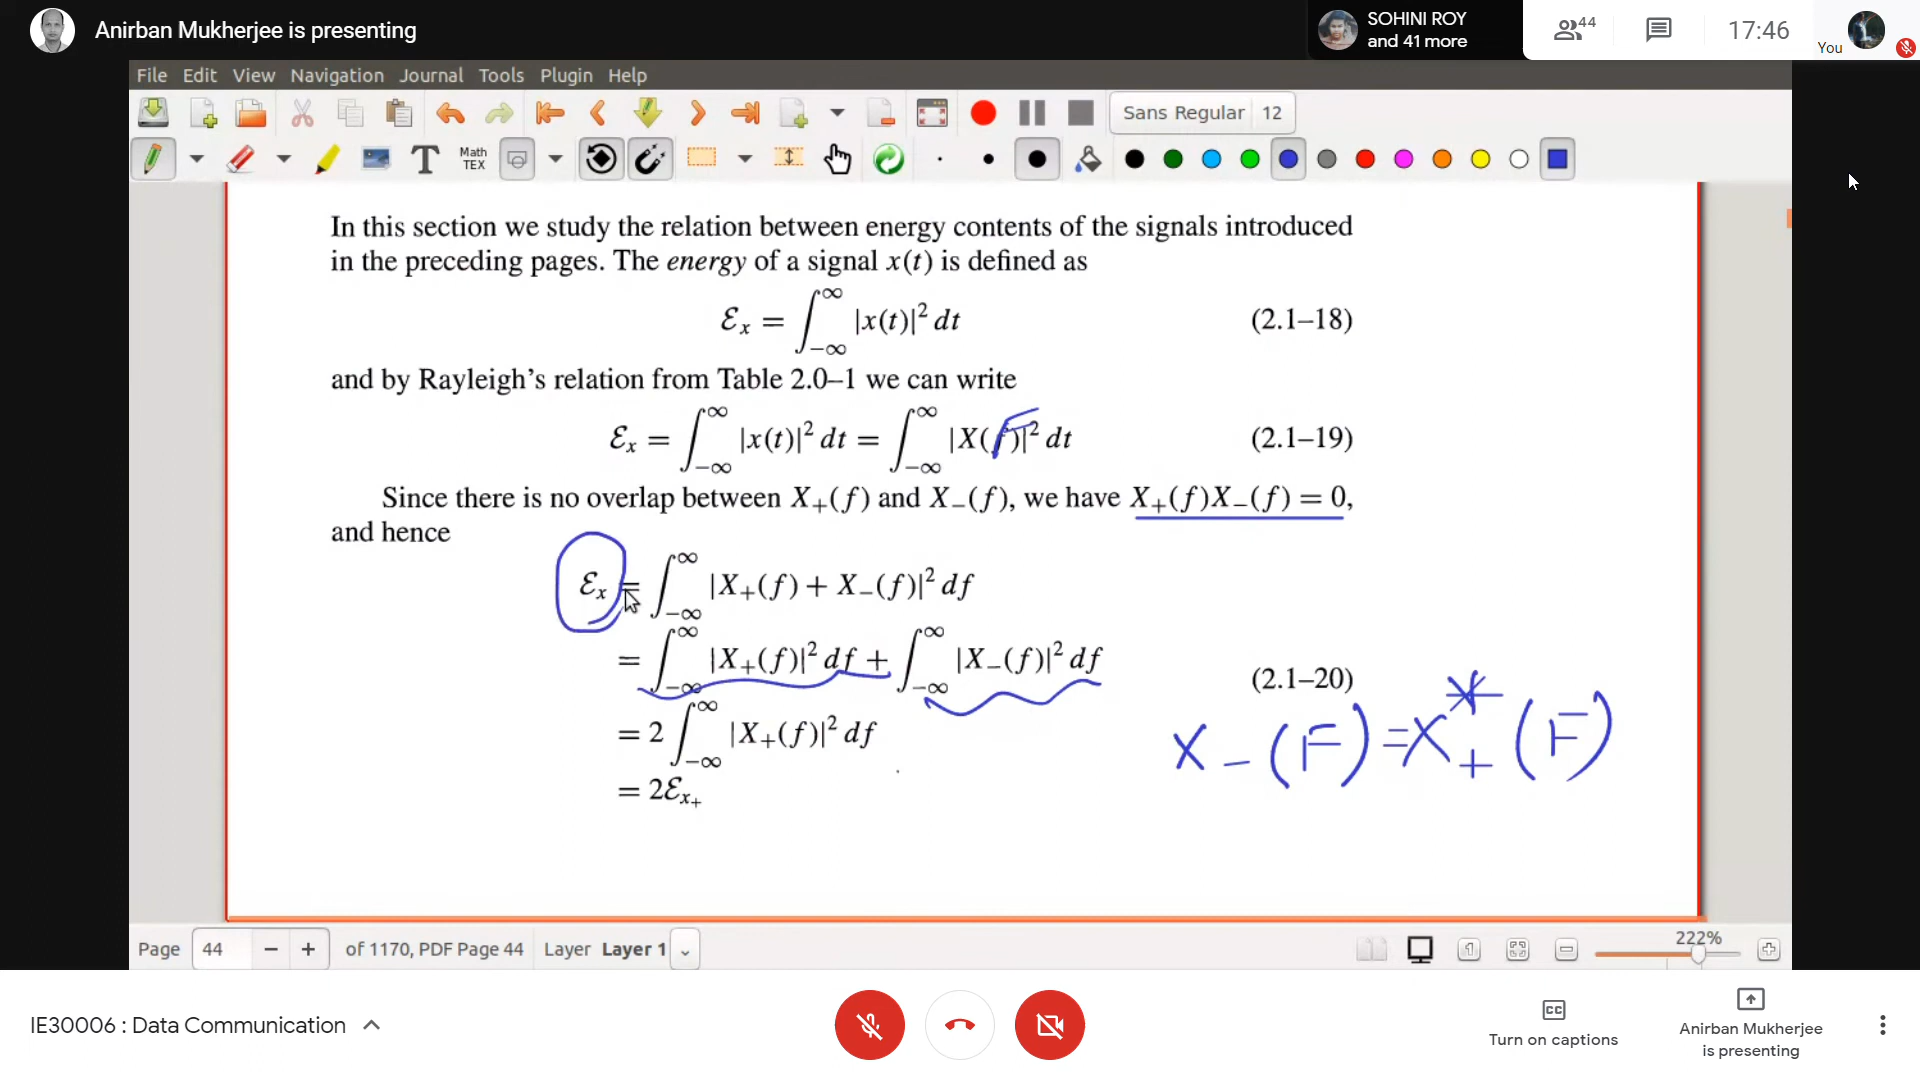 Anirban Mukherjee is presenting
SOHINI ROY
and 41 more
44
17:46
You
File Edit View Navigation Journal Tools Plugin Help
Sans Regular 12
Math
TEX
In this section we study the relation between energy contents of the signals introduced
in the preceding pages. The energy of a signal x(t) is defined as
ℰₓ = ∫_{−∞}^{∞} |x(t)|² dt (2.1–18)
and by Rayleigh's relation from Table 2.0–1 we can write
ℰₓ = ∫_{−∞}^{∞} |x(t)|² dt = ∫_{−∞}^{∞} |X(f)|² dt (2.1–19)
Since there is no overlap between X₊(f) and X₋(f), we have X₊(f)X₋(f) = 0,
and hence
ℰₓ = ∫_{−∞}^{∞} |X₊(f) + X₋(f)|² df
= ∫_{−∞}^{∞} |X₊(f)|² df + ∫_{−∞}^{∞} |X₋(f)|² df
(2.1–20)
= 2 ∫_{−∞}^{∞} |X₊(f)|² df
X₋(F) = X₊*(F)
= 2ℰ_{x₊}
Page 44 − + of 1170, PDF Page 44 Layer Layer 1
222%
IE30006 : Data Communication
CC
Turn on captions
Anirban Mukherjee
is presenting